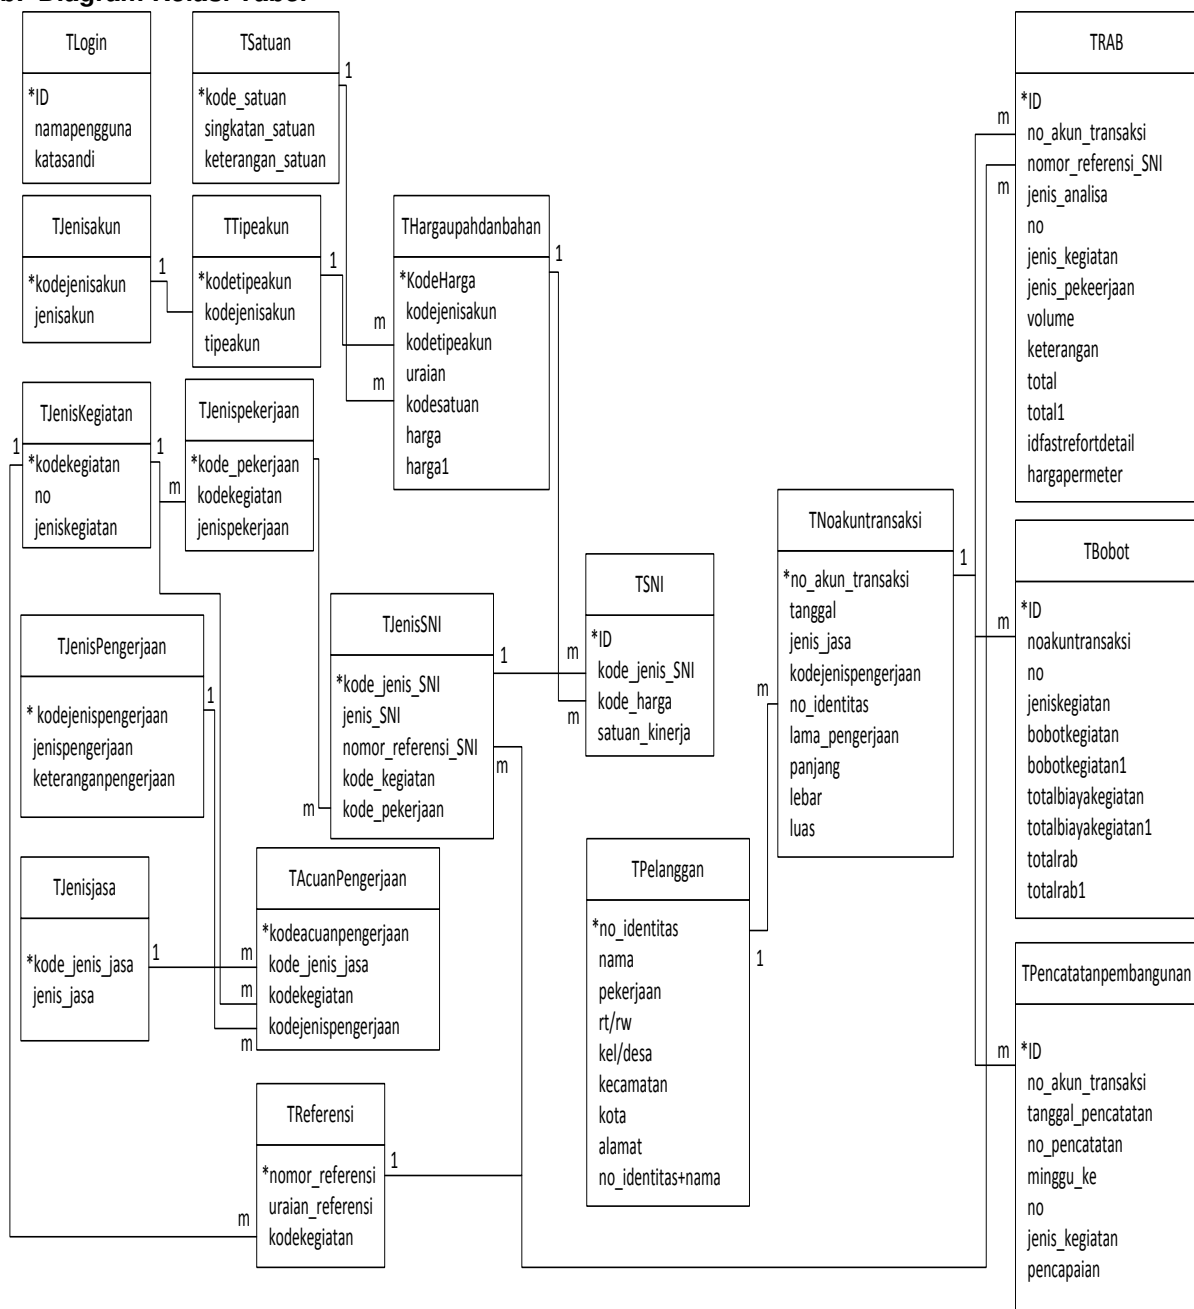 b. Diagram Relasi Tabel
TLogin
*ID
namapengguna
katasandi
TSatuan
1
*kode_satuan
singkatan_satuan
keterangan_satuan
TJenisakun
1
*kodejenisakun
jenisakun
TTipeakun
1
*kodetipeakun
kodejenisakun
tipeakun
THargaupahdanbahan
1
*KodeHarga
kodejenisakun
m
kodetipeakun
uraian
m
kodesatuan
harga
harga1
TJenisKegiatan
1
1
*kodekegiatan
no
jeniskegiatan
TJenispekerjaan
*kode_pekerjaan
m
kodekegiatan
jenispekerjaan
TJenisPengerjaan
1
* kodejenispengerjaan
jenispengerjaan
keteranganpengerjaan
TJenisSNI
1
*kode_jenis_SNI
jenis_SNI
nomor_referensi_SNI
m
kode_kegiatan
m
kode_pekerjaan
TSNI
*ID
m
kode_jenis_SNI
kode_harga
m
satuan_kinerja
TJenisjasa
1
*kode_jenis_jasa
jenis_jasa
TAcuanPengerjaan
*kodeacuanpengerjaan
m
kode_jenis_jasa
m
kodekegiatan
kodejenispengerjaan
m
TReferensi
1
*nomor_referensi
uraian_referensi
m
kodekegiatan
TPelanggan
*no_identitas
1
nama
pekerjaan
rt/rw
kel/desa
kecamatan
kota
alamat
no_identitas+nama
TNoakuntransaksi
1
*no_akun_transaksi
tanggal
jenis_jasa
kodejenispengerjaan
m
no_identitas
lama_pengerjaan
panjang
lebar
luas
TRAB
*ID
m
no_akun_transaksi
nomor_referensi_SNI
m
jenis_analisa
no
jenis_kegiatan
jenis_pekeerjaan
volume
keterangan
total
total1
idfastrefortdetail
hargapermeter
TBobot
*ID
m
noakuntransaksi
no
jeniskegiatan
bobotkegiatan
bobotkegiatan1
totalbiayakegiatan
totalbiayakegiatan1
totalrab
totalrab1
TPencatatanpembangunan
m
*ID
no_akun_transaksi
tanggal_pencatatan
no_pencatatan
minggu_ke
no
jenis_kegiatan
pencapaian